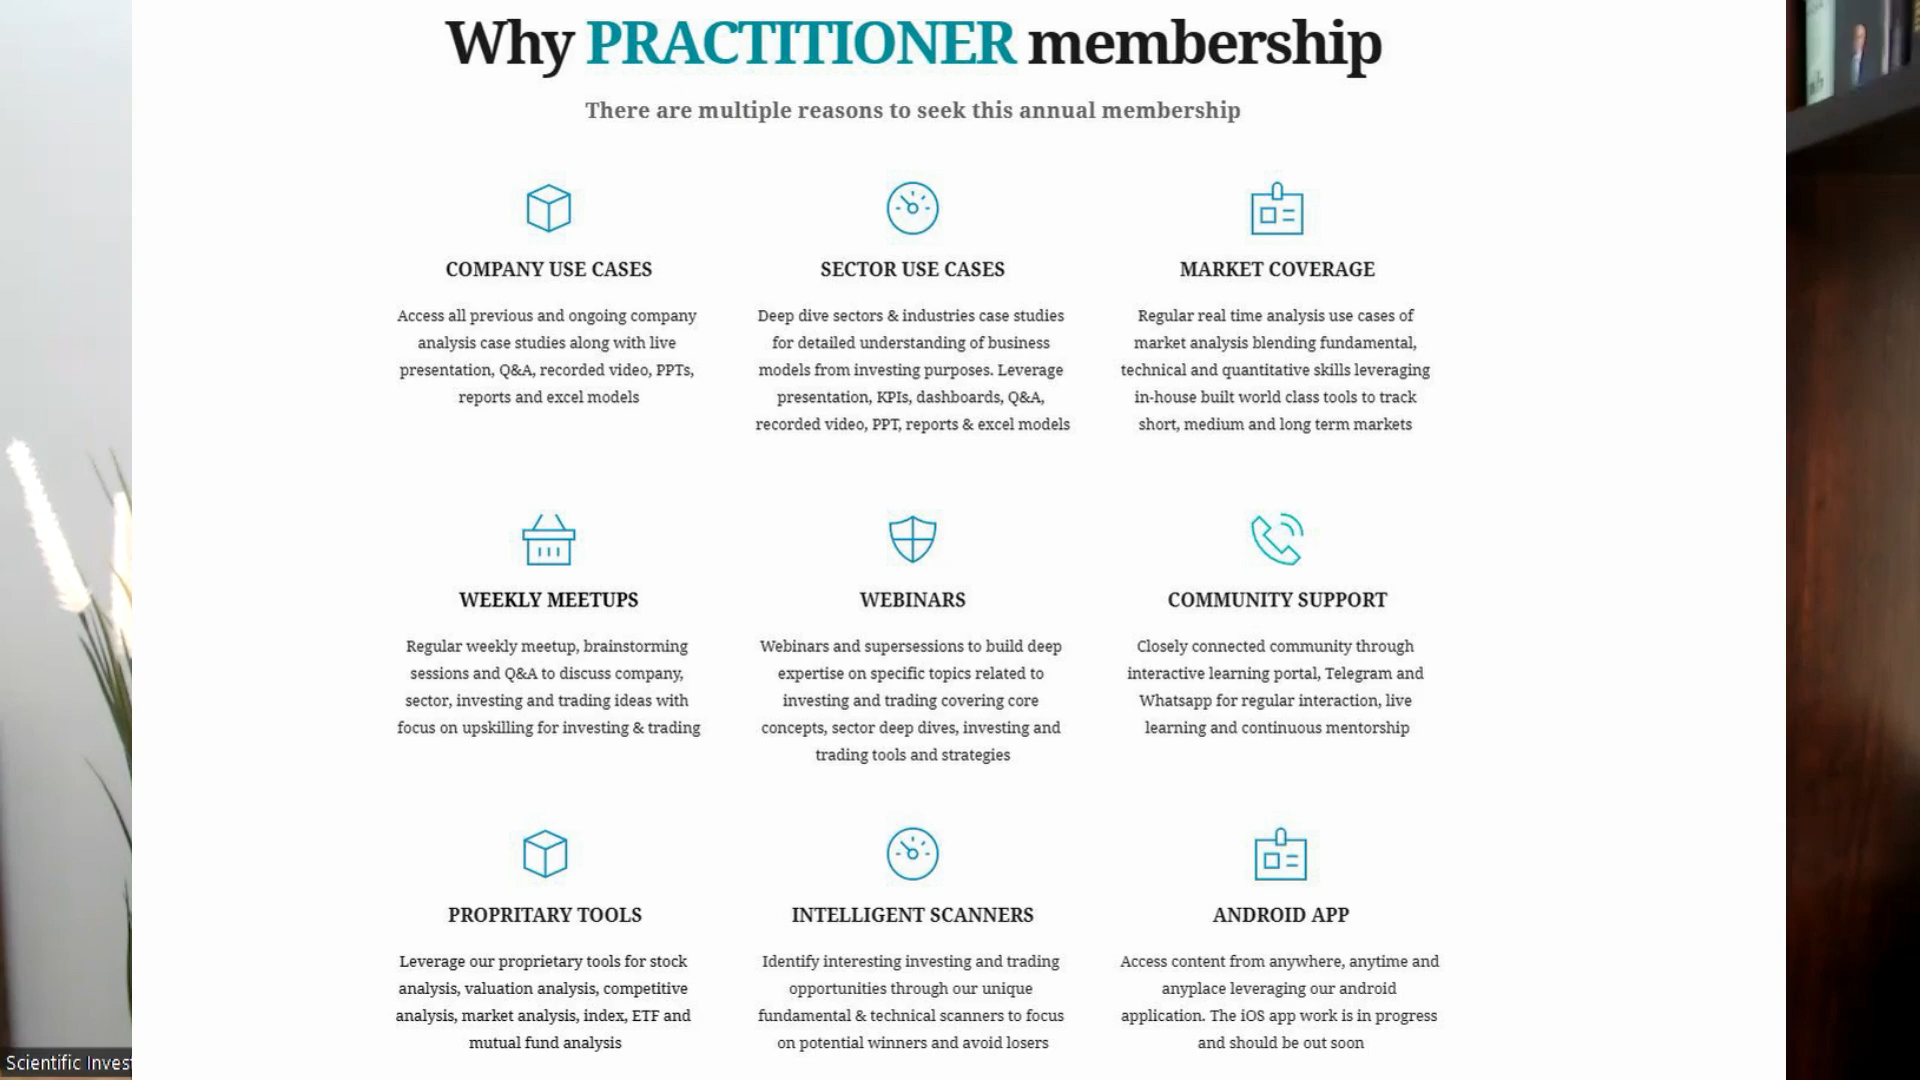 Why PRACTITIONER membership
There are multiple reasons to seek this annual membership
COMPANY USE CASES
Access all previous and ongoing company
analysis case studies along with live
presentation, Q&A, recorded video, PPTs,
reports and excel models
SECTOR USE CASES
Deep dive sectors & industries case studies
for detailed understanding of business
models from investing purposes. Leverage
presentation, KPIs, dashboards, Q&A,
recorded video, PPT, reports & excel models
MARKET COVERAGE
Regular real time analysis use cases of
market analysis blending fundamental,
technical and quantitative skills leveraging
in-house built world class tools to track
short, medium and long term markets
WEEKLY MEETUPS
Regular weekly meetup, brainstorming
sessions and Q&A to discuss company,
sector, investing and trading ideas with
focus on upskilling for investing & trading
WEBINARS
Webinars and supersessions to build deep
expertise on specific topics related to
investing and trading covering core
concepts, sector deep dives, investing and
trading tools and strategies
COMMUNITY SUPPORT
Closely connected community through
interactive learning portal, Telegram and
Whatsapp for regular interaction, live
learning and continuous mentorship
PROPRITARY TOOLS
Leverage our proprietary tools for stock
analysis, valuation analysis, competitive
analysis, market analysis, index, ETF and
mutual fund analysis
INTELLIGENT SCANNERS
Identify interesting investing and trading
opportunities through our unique
fundamental & technical scanners to focus
on potential winners and avoid losers
ANDROID APP
Access content from anywhere, anytime and
anyplace leveraging our android
application. The iOS app work is in progress
and should be out soon
Scientific Invest